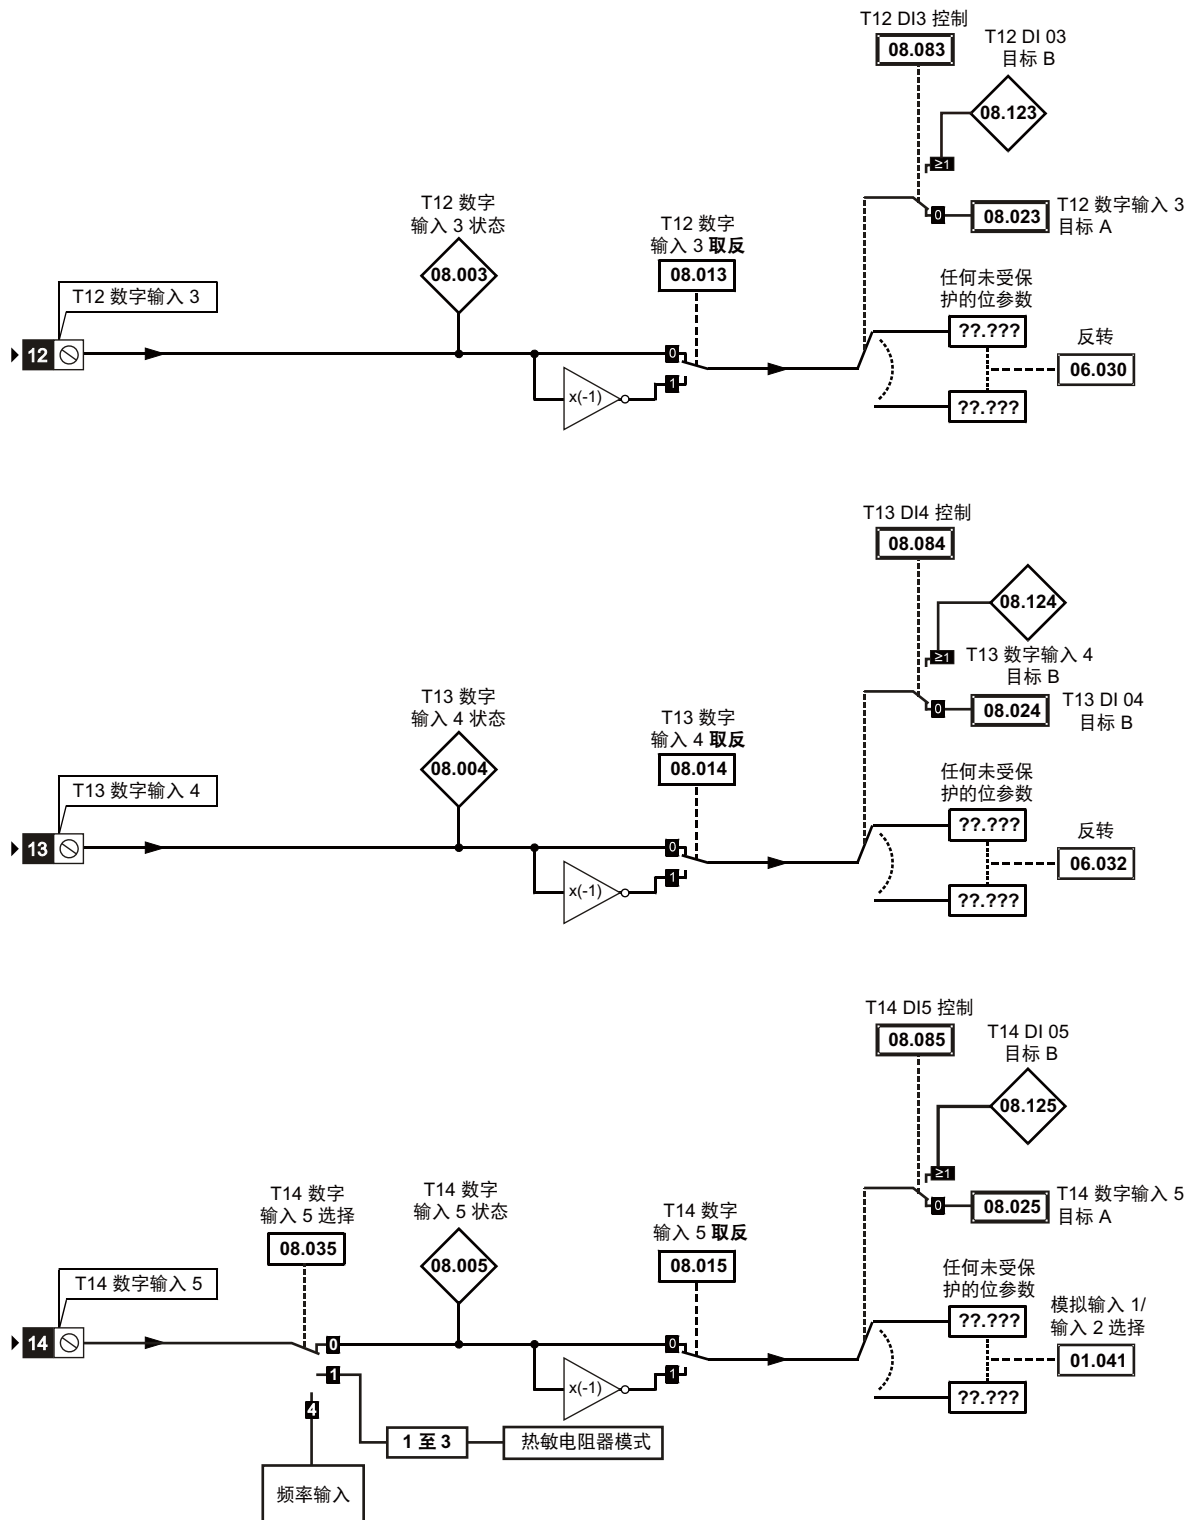 T12 DI3 控制
08.083
T12 DI 03
目标 B
08.123
≥1
T12 数字
输入 3 状态
08.003
T12 数字
输入 3 取反
08.013
0
08.023
T12 数字输入 3
目标 A
T12 数字输入 3
任何未受保
护的位参数
??.???
反转
06.030
12
0
1
x(-1)
??.???
T13 DI4 控制
08.084
08.124
≥1
T13 数字输入 4
目标 B
T13 数字
输入 4 状态
08.004
T13 数字
输入 4 取反
08.014
0
08.024
T13 DI 04
目标 B
T13 数字输入 4
任何未受保
护的位参数
??.???
反转
06.032
13
0
1
x(-1)
??.???
T14 DI5 控制
08.085
T14 DI 05
目标 B
08.125
≥1
T14 数字
输入 5 选择
08.035
T14 数字
输入 5 状态
08.005
T14 数字
输入 5 取反
08.015
0
08.025
T14 数字输入 5
目标 A
T14 数字输入 5
任何未受保
护的位参数
??.???
模拟输入 1/
输入 2 选择
01.041
14
0
1
4
0
1
x(-1)
??.???
1 至 3
热敏电阻器模式
频率输入